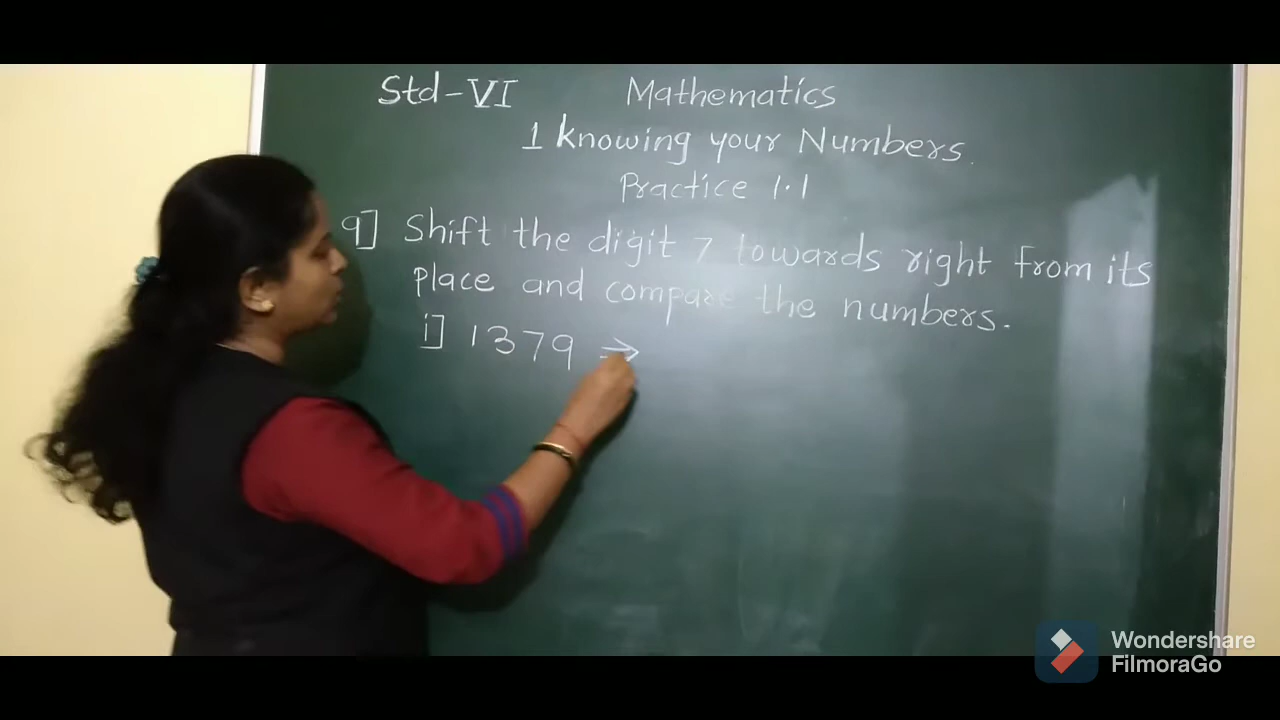 Std-VI Mathematics
1 knowing your Numbers.
Practice 1.1
9] Shift the digit 7 towards right from its
place and compare the numbers.
i] 1379 ⇒
Wondershare
FilmoraGo